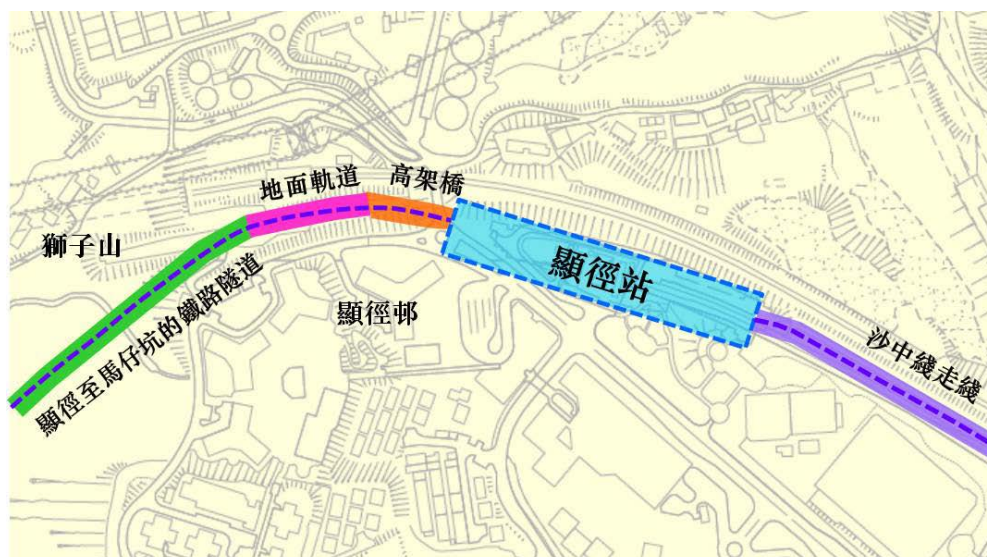 地面軌道
高架橋
獅子山
顯徑站
顯徑邨
顯徑至馬仔坑的鐵路隧道
沙中綫走綫